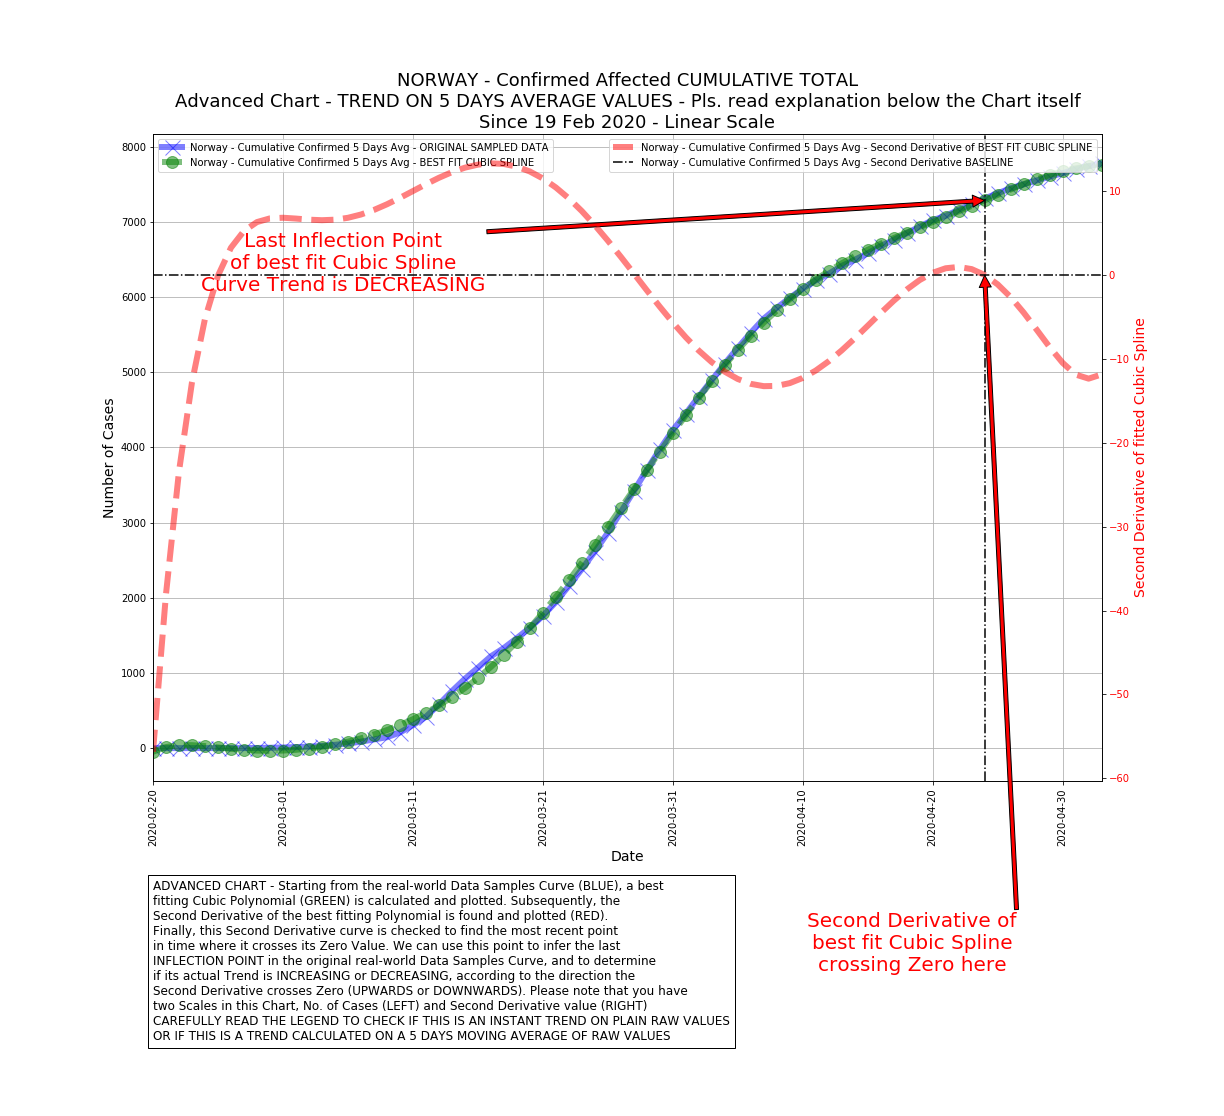 NORWAY - Confirmed Affected CUMULATIVE TOTAL
Advanced Chart - TREND ON 5 DAYS AVERAGE VALUES - Pls. read explanation below the Chart itself
Since 19 Feb 2020 - Linear Scale
Norway - Cumulative Confirmed 5 Days Avg - ORIGINAL SAMPLED DATA
Norway - Cumulative Confirmed 5 Days Avg - BEST FIT CUBIC SPLINE
Norway - Cumulative Confirmed 5 Days Avg - Second Derivative of BEST FIT CUBIC SPLINE
Norway - Cumulative Confirmed 5 Days Avg - Second Derivative BASELINE
Last Inflection Point
of best fit Cubic Spline
Curve Trend is DECREASING
Number of Cases
8000
7000
6000
5000
4000
3000
2000
1000
0
10
0
−10
−20
−30
−40
−50
−60
Second Derivative of fitted Cubic Spline
2020-02-20
2020-03-01
2020-03-11
2020-03-21
2020-03-31
2020-04-10
2020-04-20
2020-04-30
Date
ADVANCED CHART - Starting from the real-world Data Samples Curve (BLUE), a best
fitting Cubic Polynomial (GREEN) is calculated and plotted. Subsequently, the
Second Derivative of the best fitting Polynomial is found and plotted (RED).
Finally, this Second Derivative curve is checked to find the most recent point
in time where it crosses its Zero Value. We can use this point to infer the last
INFLECTION POINT in the original real-world Data Samples Curve, and to determine
if its actual Trend is INCREASING or DECREASING, according to the direction the
Second Derivative crosses Zero (UPWARDS or DOWNWARDS). Please note that you have
two Scales in this Chart, No. of Cases (LEFT) and Second Derivative value (RIGHT)
CAREFULLY READ THE LEGEND TO CHECK IF THIS IS AN INSTANT TREND ON PLAIN RAW VALUES
OR IF THIS IS A TREND CALCULATED ON A 5 DAYS MOVING AVERAGE OF RAW VALUES
Second Derivative of
best fit Cubic Spline
crossing Zero here